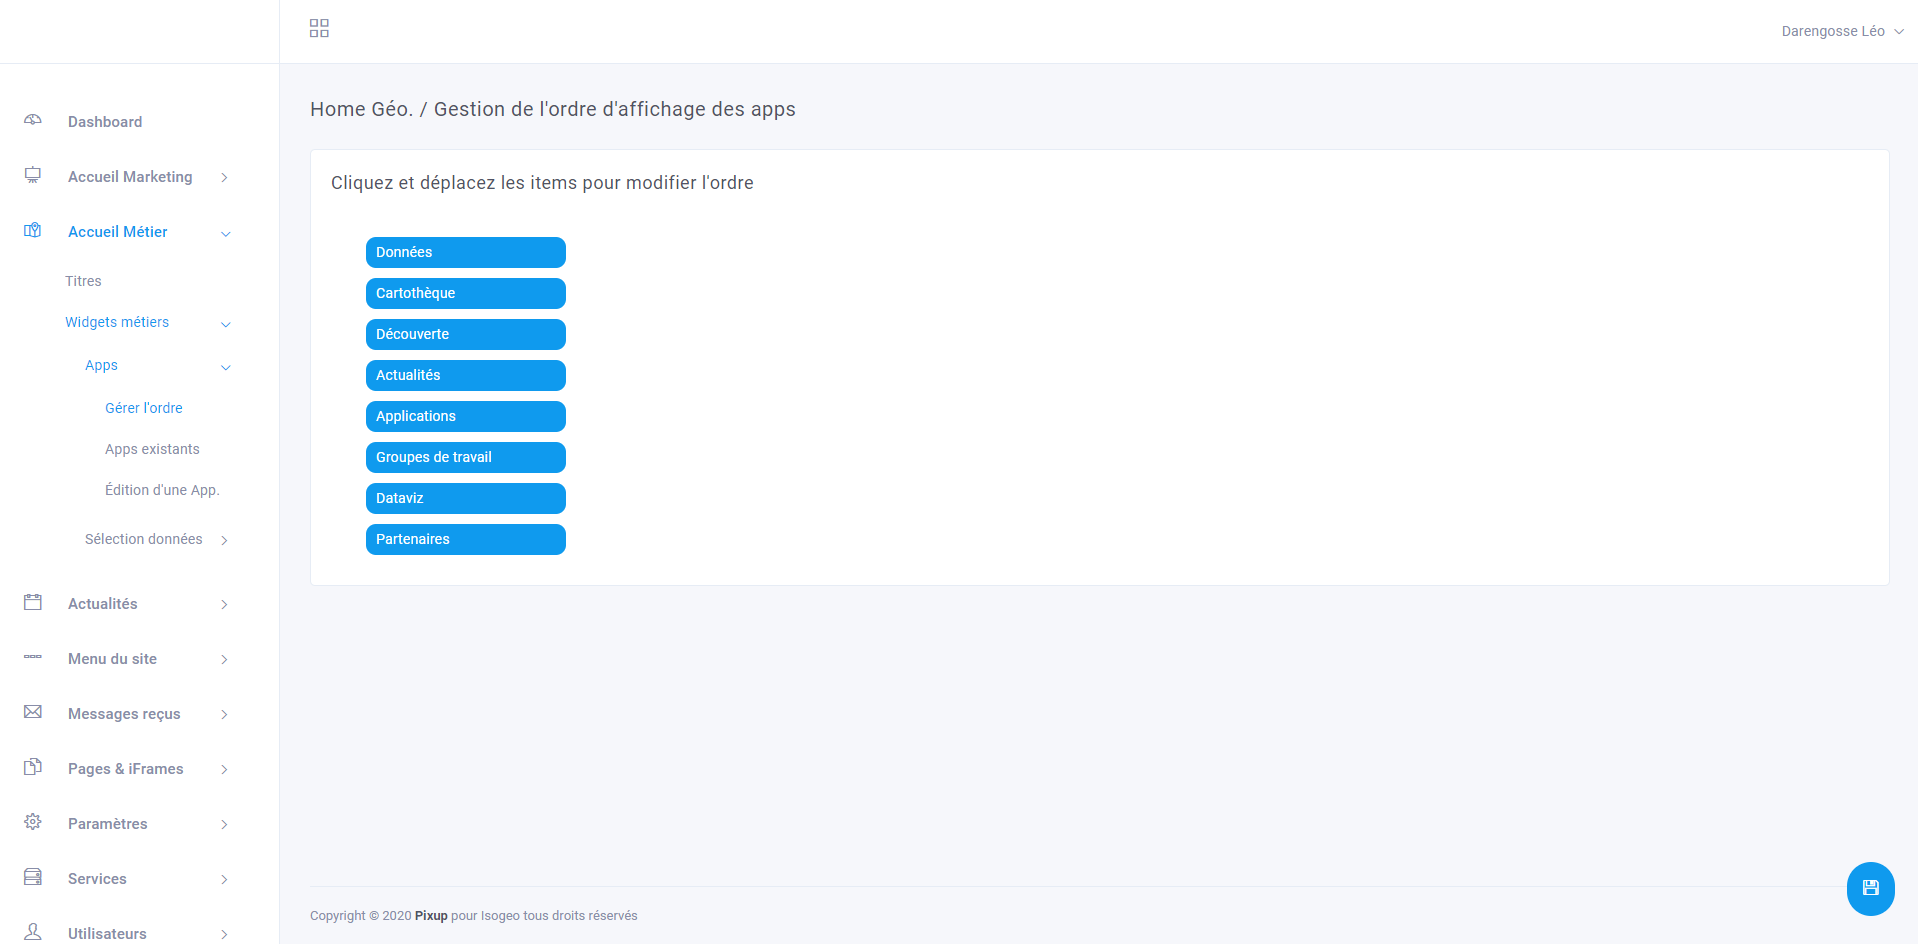 Darengosse Léo
Dashboard
Accueil Marketing
Accueil Métier
Titres
Widgets métiers
Apps
Gérer l'ordre
Apps existants
Édition d'une App.
Sélection données
Actualités
Menu du site
Messages reçus
Pages & iFrames
Paramètres
Services
Utilisateurs
Home Géo. / Gestion de l'ordre d'affichage des apps
Cliquez et déplacez les items pour modifier l'ordre
Données
Cartothèque
Découverte
Actualités
Applications
Groupes de travail
Dataviz
Partenaires
Copyright © 2020 Pixup pour Isogeo tous droits réservés